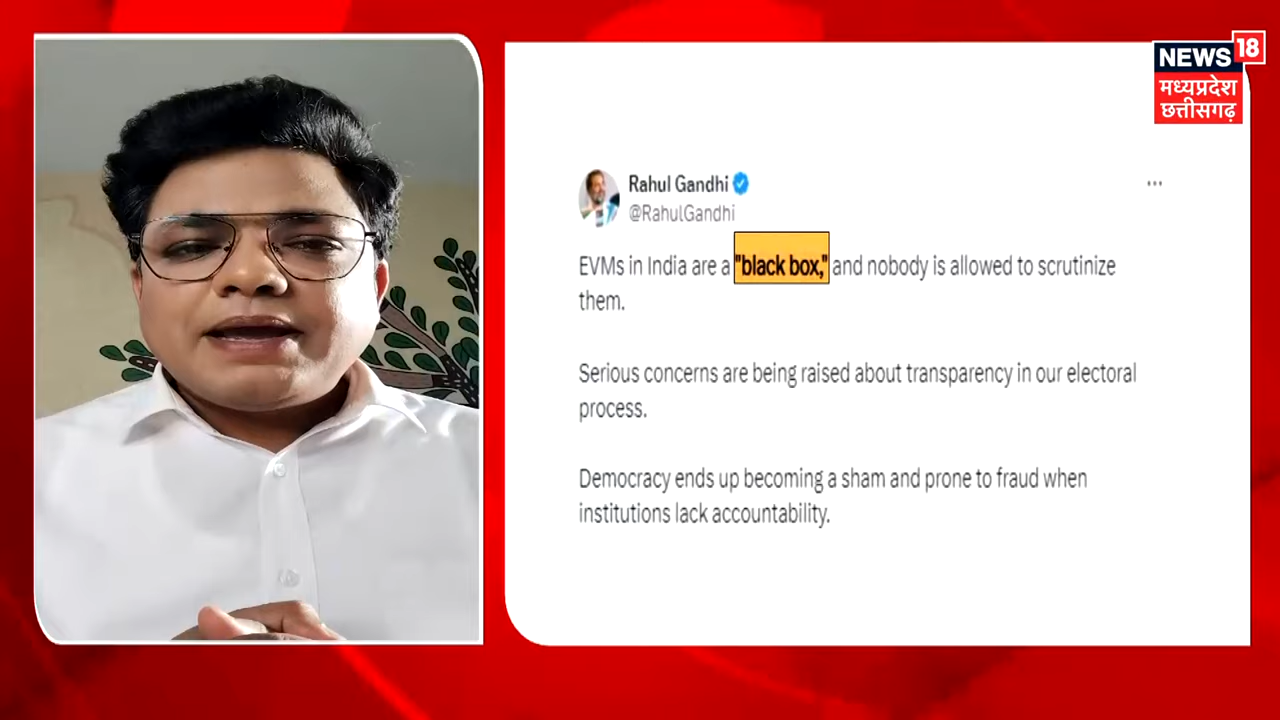 NEWS 18
मध्यप्रदेश
छत्तीसगढ़
Rahul Gandhi
@RahulGandhi
EVMs in India are a "black box," and nobody is allowed to scrutinize
them.
Serious concerns are being raised about transparency in our electoral
process.
Democracy ends up becoming a sham and prone to fraud when
institutions lack accountability.